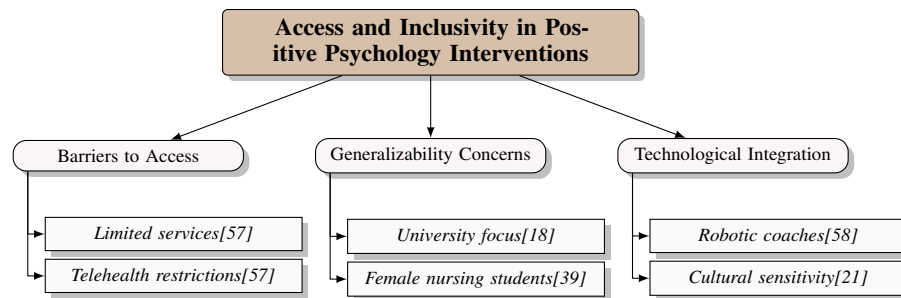 Access and Inclusivity in Pos-
itive Psychology Interventions
Barriers to Access
Generalizability Concerns
Technological Integration
Limited services[57]
University focus[18]
Robotic coaches[58]
Telehealth restrictions[57]
Female nursing students[39]
Cultural sensitivity[21]